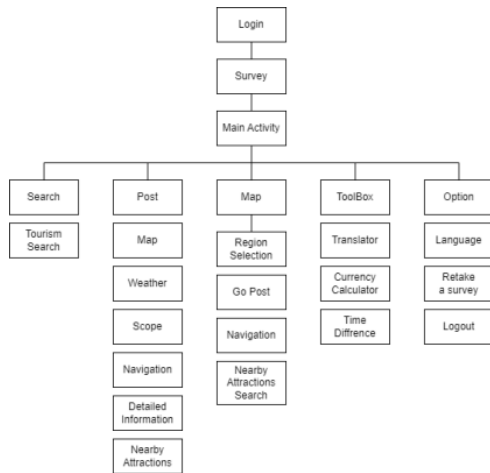 Login
Survey
Main Activity
Search
Post
Map
ToolBox
Option
Tourism
Search
Map
Region
Selection
Translator
Language
Weather
Go Post
Currency
Calculator
Retake
a survey
Scope
Navigation
Time
Diffrence
Logout
Navigation
Nearby
Attractions
Search
Detailed
Information
Nearby
Attractions